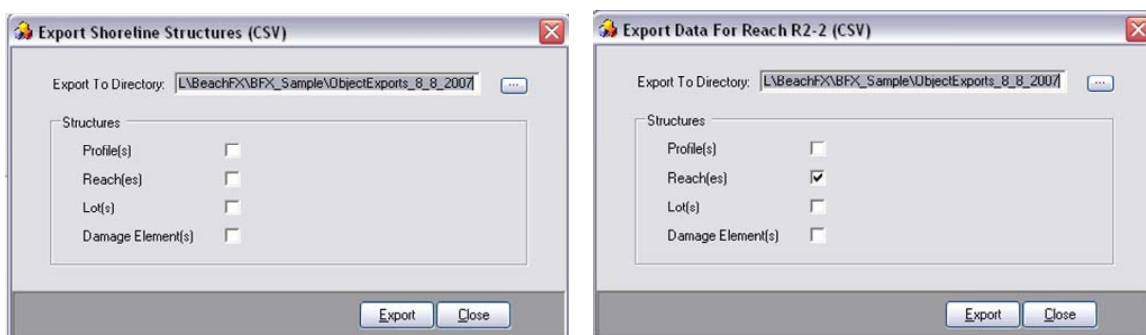 Export Shoreline Structures (CSV)
Export To Directory: L\BeachFX\BFX_Sample\ObjectExports_8_8_2007 ...
Structures
Profile(s)
Reach(es)
Lot(s)
Damage Element(s)
Export Close
Export Data For Reach R2-2 (CSV)
Export To Directory: L\BeachFX\BFX_Sample\ObjectExports_8_8_2007 ...
Structures
Profile(s)
Reach(es)
Lot(s)
Damage Element(s)
Export Close